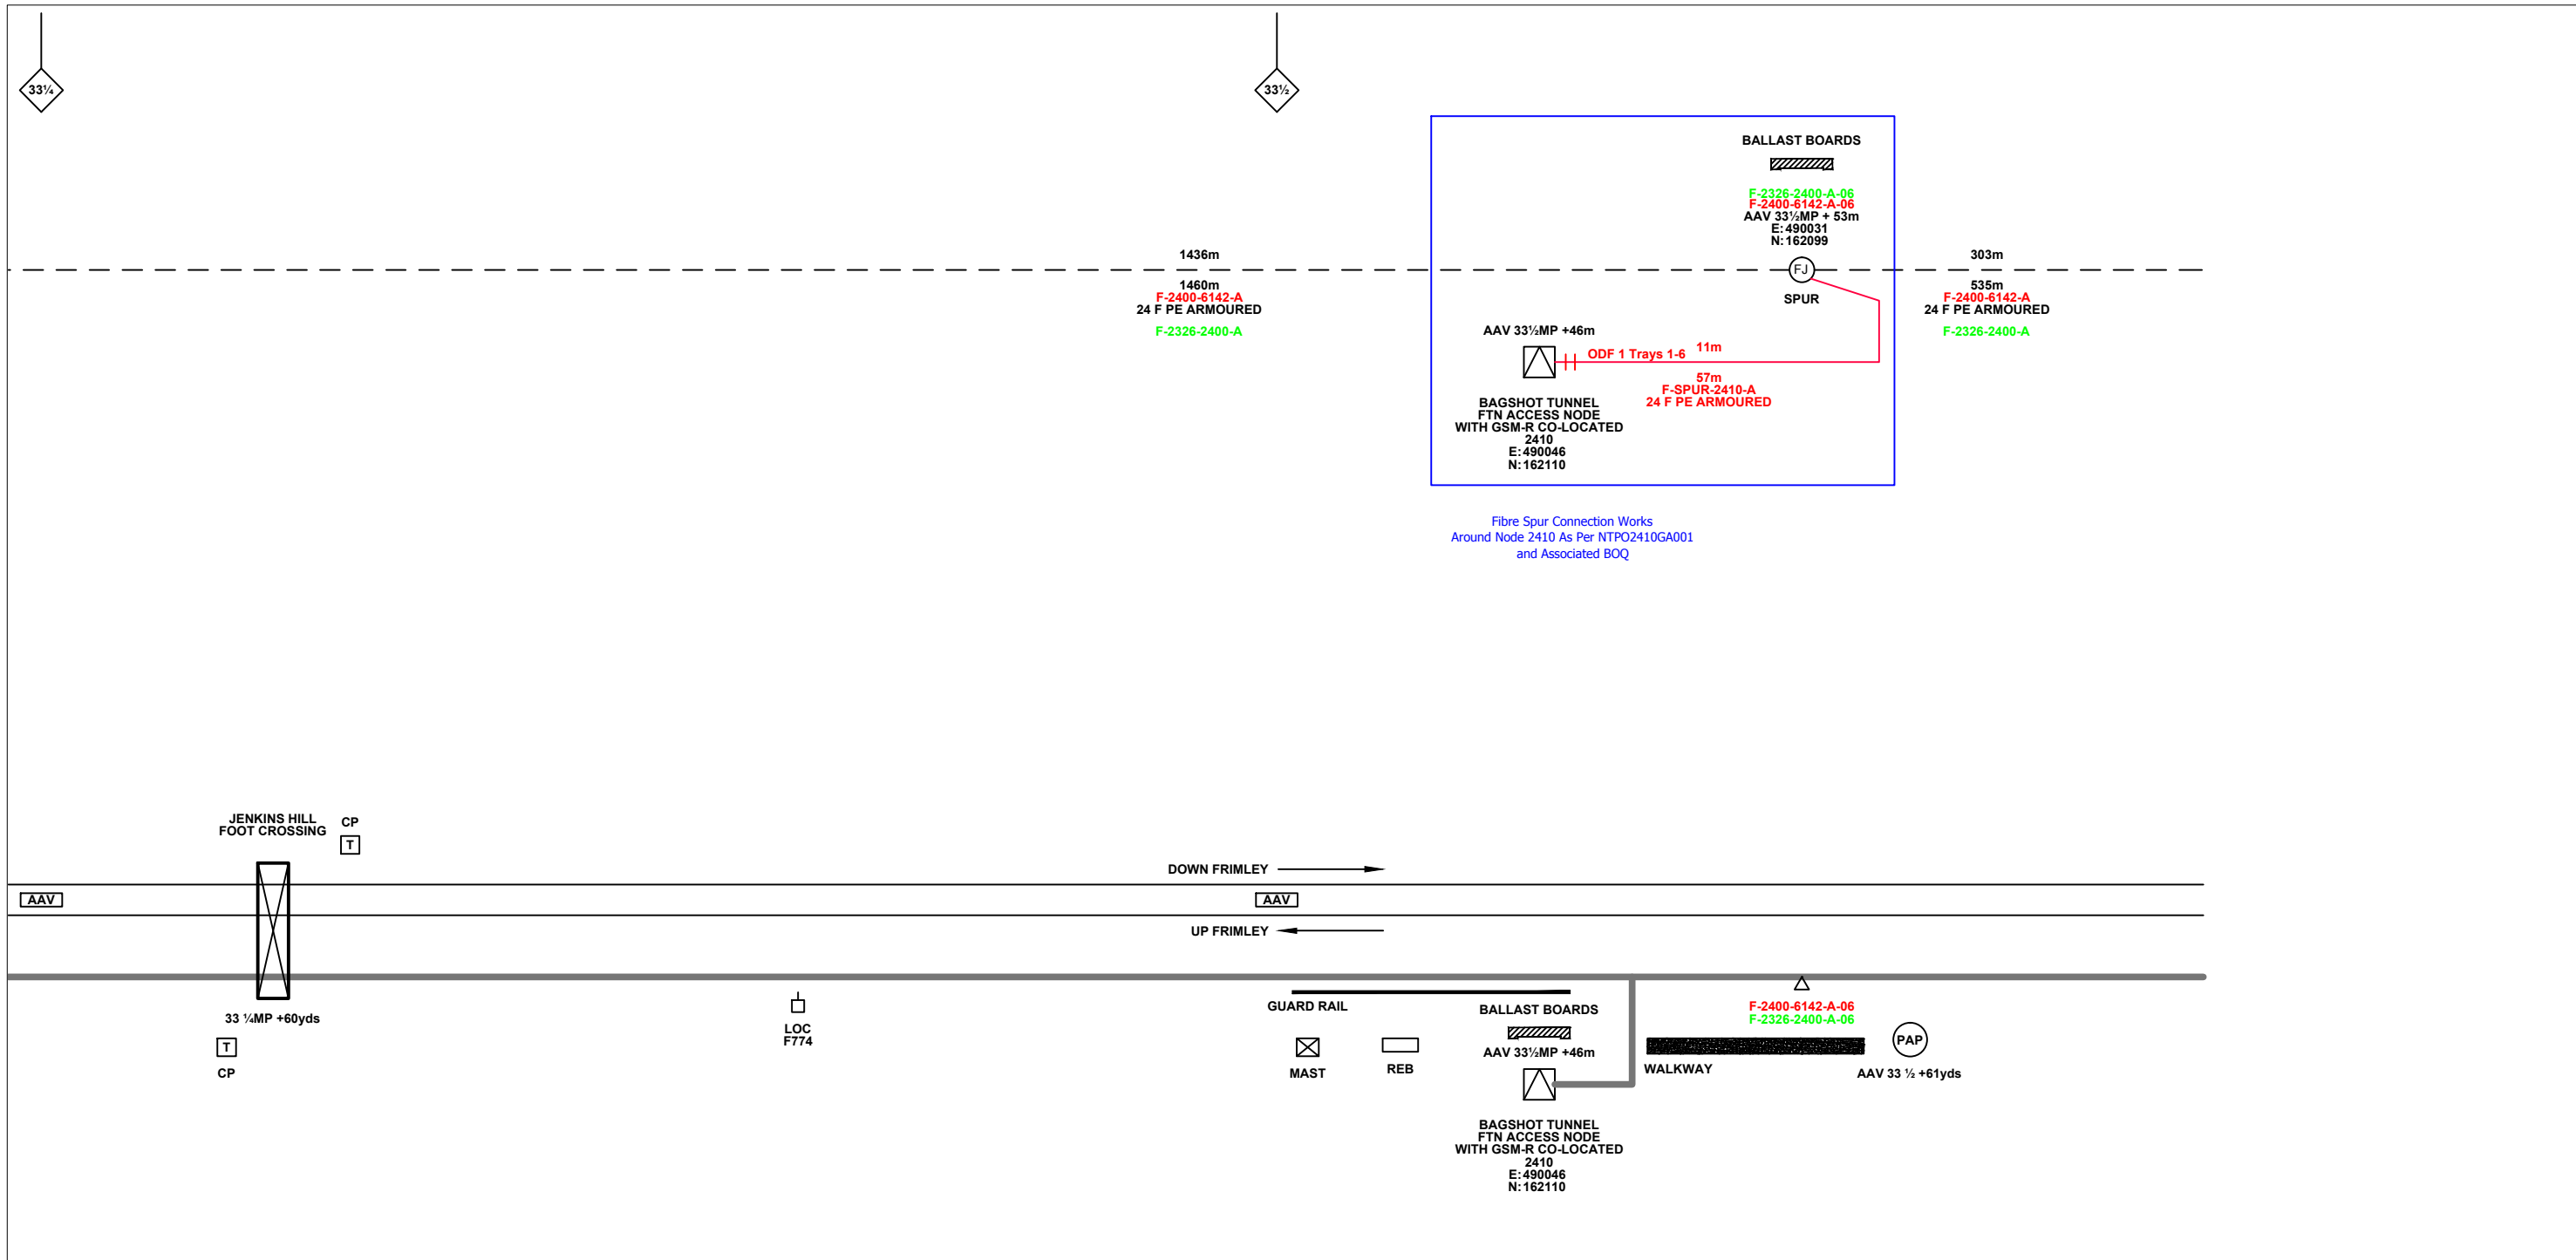 33¼
33½
BALLAST BOARDS
F-2326-2400-A-06
F-2400-6142-A-06
AAV 33½MP + 53m
E:490031
N:162099
1436m
1460m
F-2400-6142-A
24 F PE ARMOURED
F-2326-2400-A
FJ
SPUR
303m
535m
F-2400-6142-A
24 F PE ARMOURED
F-2326-2400-A
AAV 33½MP +46m
ODF 1 Trays 1-6
11m
57m
F-SPUR-2410-A
24 F PE ARMOURED
BAGSHOT TUNNEL
FTN ACCESS NODE
WITH GSM-R CO-LOCATED
2410
E:490046
N:162110
Fibre Spur Connection Works
Around Node 2410 As Per NTPO2410GA001
and Associated BOQ
JENKINS HILL
FOOT CROSSING
CP
T
DOWN FRIMLEY
AAV
AAV
UP FRIMLEY
33 ¼MP +60yds
T
CP
LOC
F774
GUARD RAIL
MAST
REB
BALLAST BOARDS
AAV 33½MP +46m
BAGSHOT TUNNEL
FTN ACCESS NODE
WITH GSM-R CO-LOCATED
2410
E:490046
N:162110
F-2400-6142-A-06
F-2326-2400-A-06
WALKWAY
PAP
AAV 33 ½ +61yds